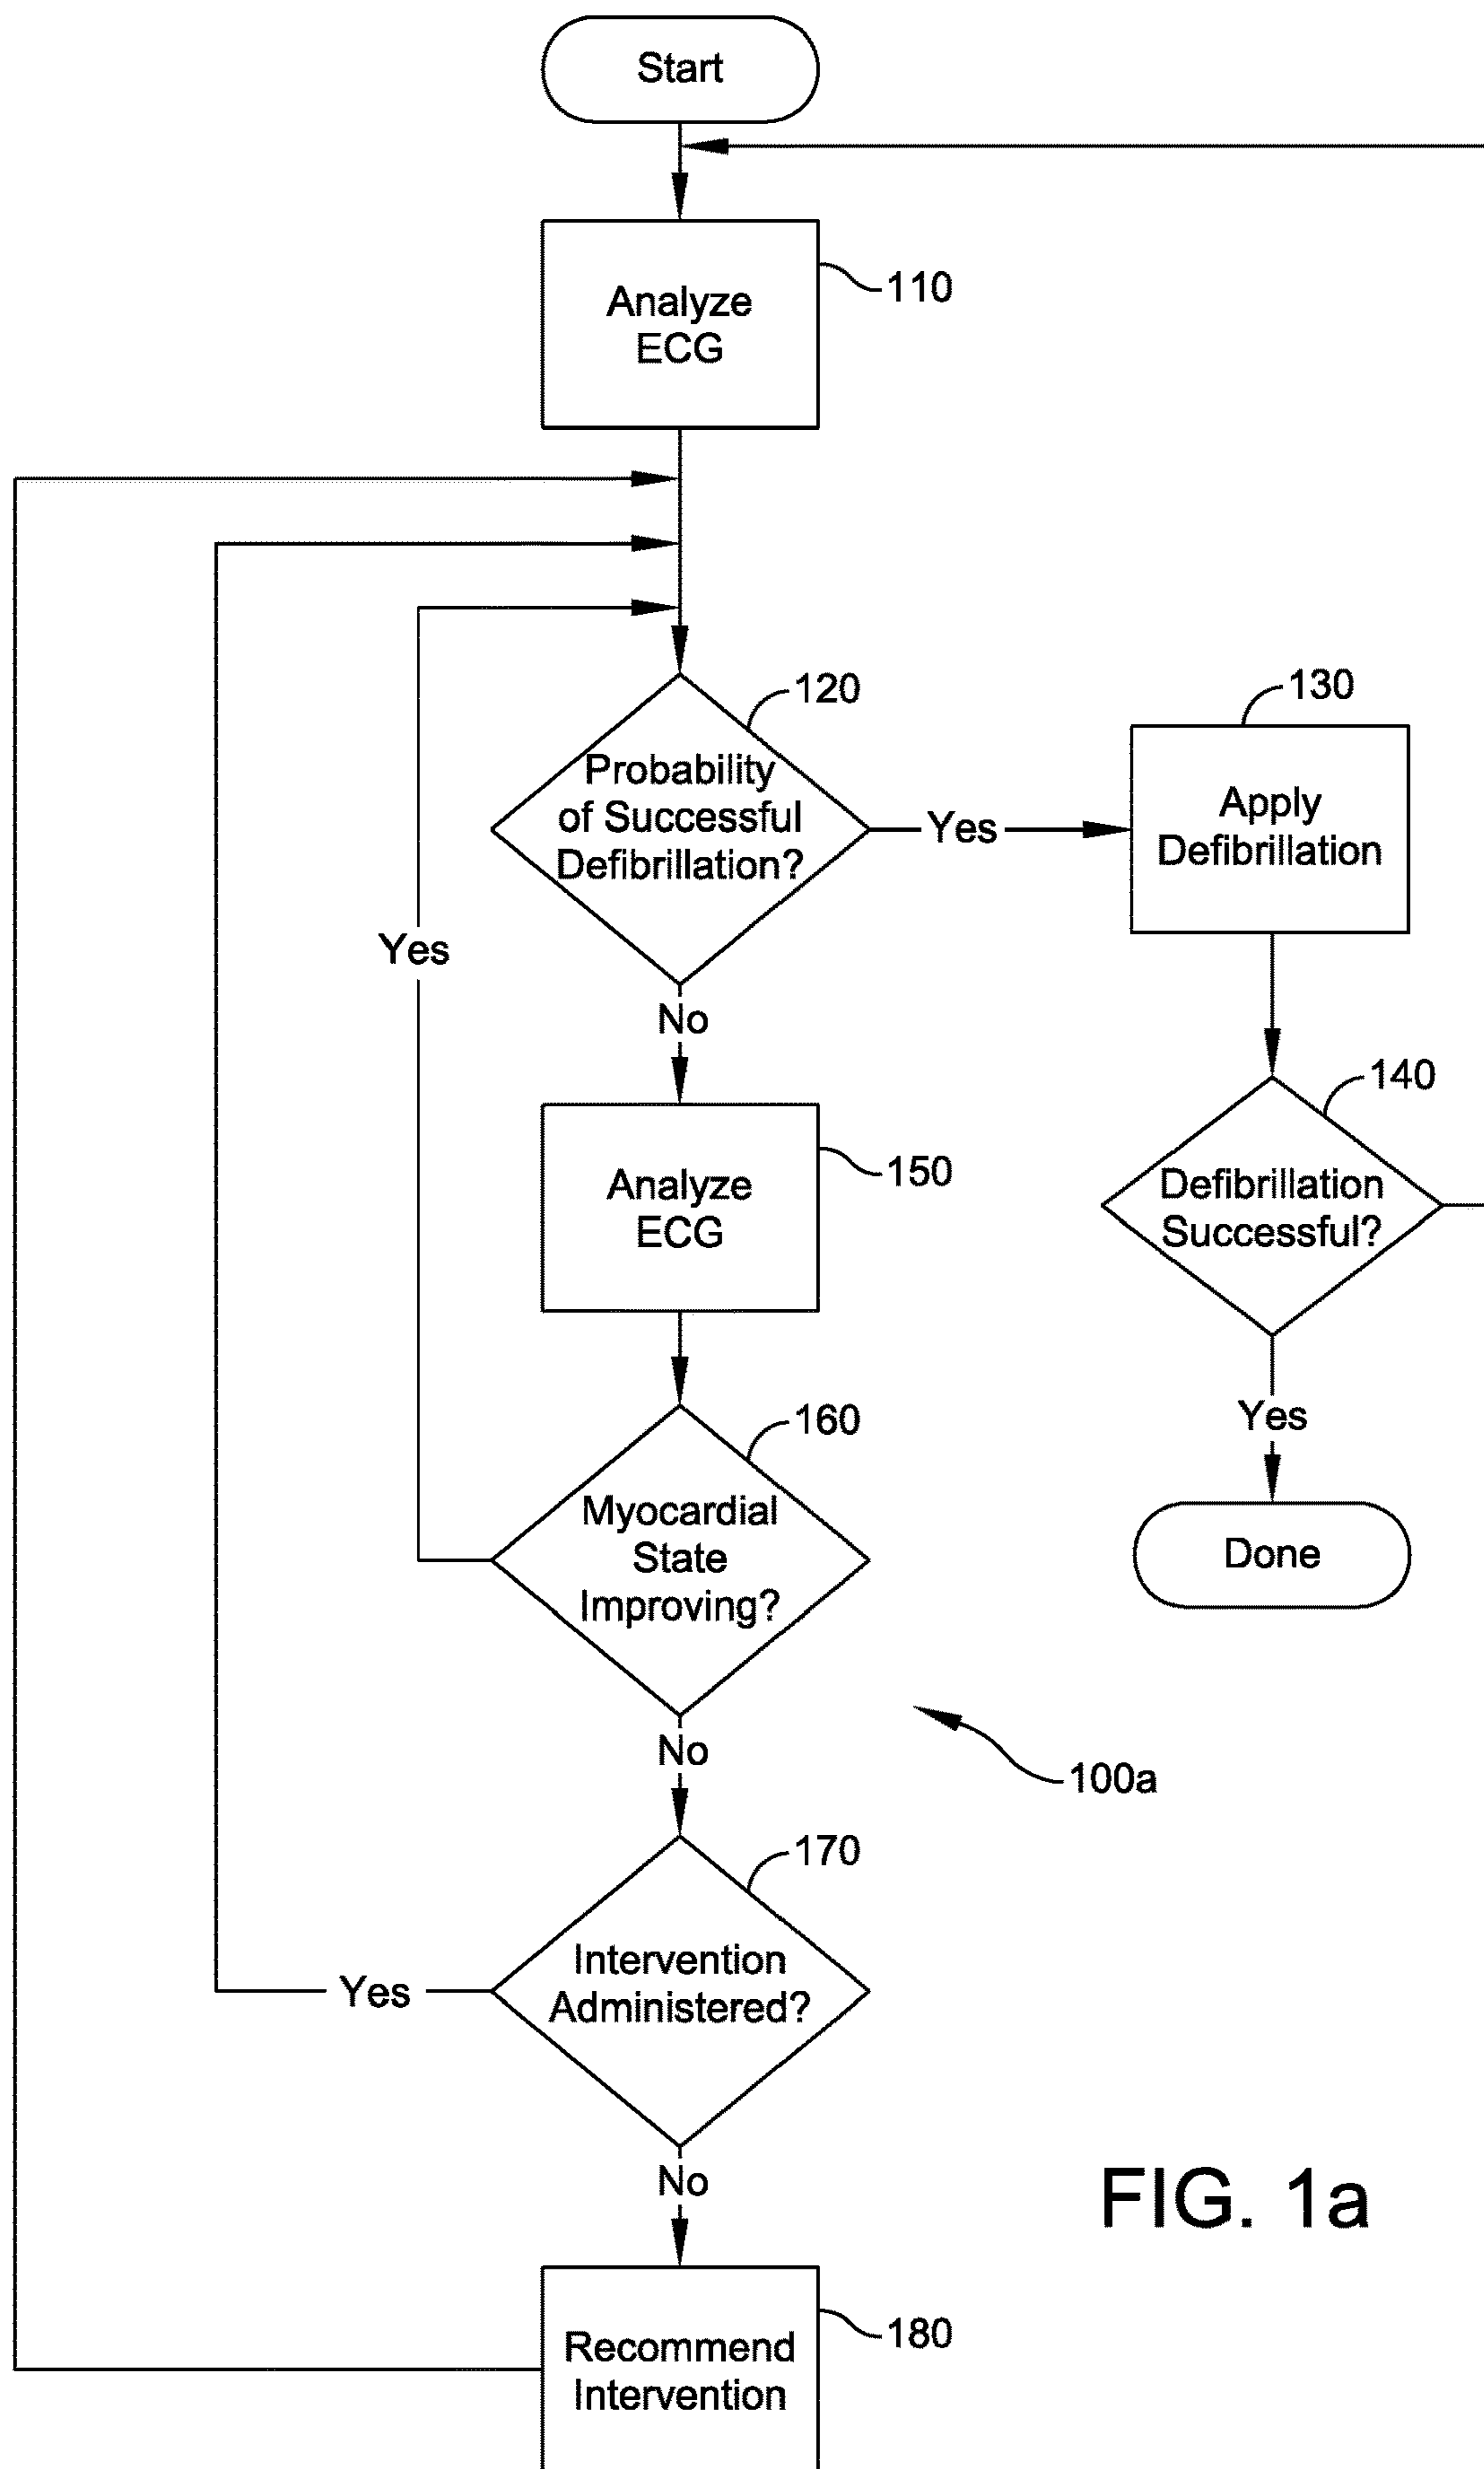 Start
Analyze
ECG
110
120
Probability
of Successful
Defibrillation?
Yes
130
Apply
Defibrillation
Yes
No
140
Defibrillation
Successful?
Analyze
ECG
150
Yes
Done
160
Myocardial
State
Improving?
No
100a
170
Intervention
Administered?
Yes
No
FIG. 1a
Recommend
Intervention
180